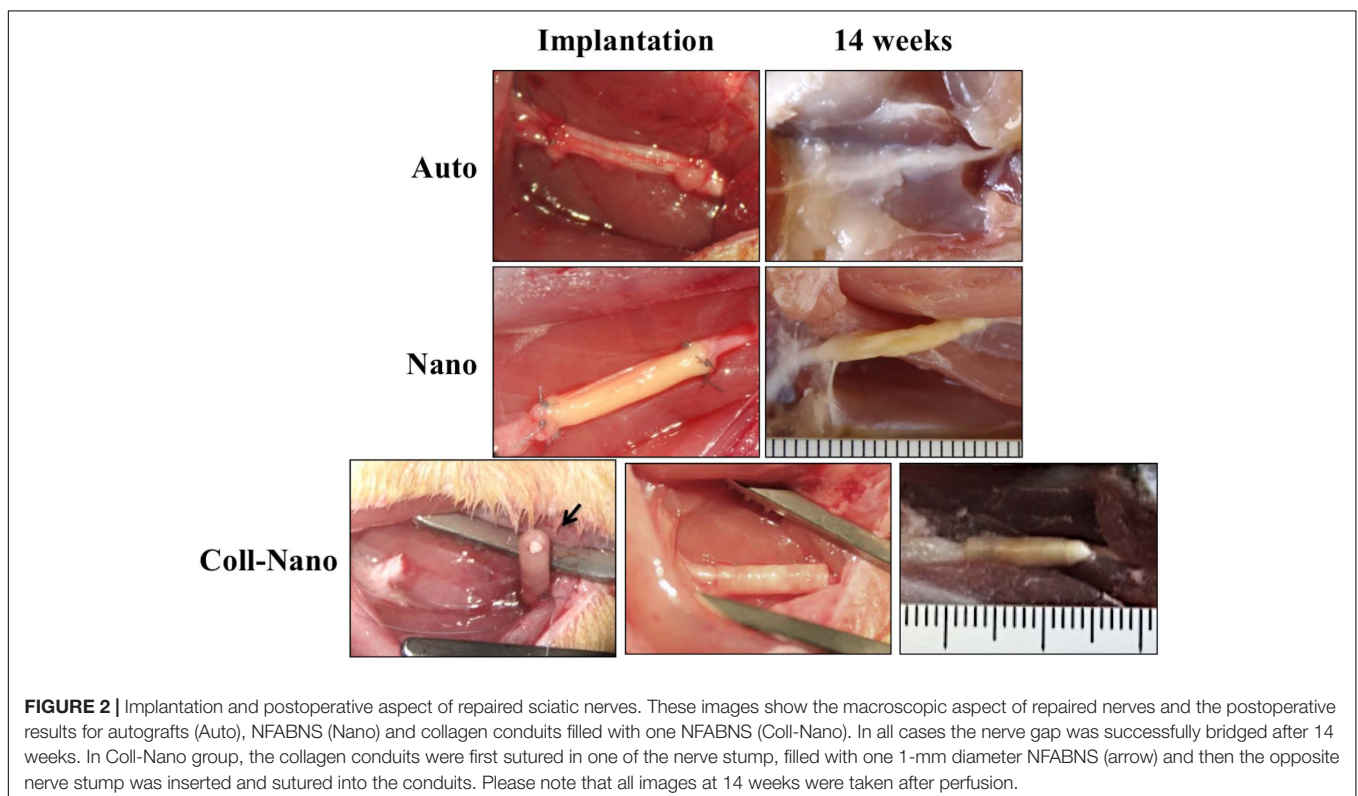 Implantation 14 weeks
Auto
Nano
Coll-Nano
FIGURE 2 | Implantation and postoperative aspect of repaired sciatic nerves. These images show the macroscopic aspect of repaired nerves and the postoperative
results for autografts (Auto), NFABNS (Nano) and collagen conduits filled with one NFABNS (Coll-Nano). In all cases the nerve gap was successfully bridged after 14
weeks. In Coll-Nano group, the collagen conduits were first sutured in one of the nerve stump, filled with one 1-mm diameter NFABNS (arrow) and then the opposite
nerve stump was inserted and sutured into the conduits. Please note that all images at 14 weeks were taken after perfusion.